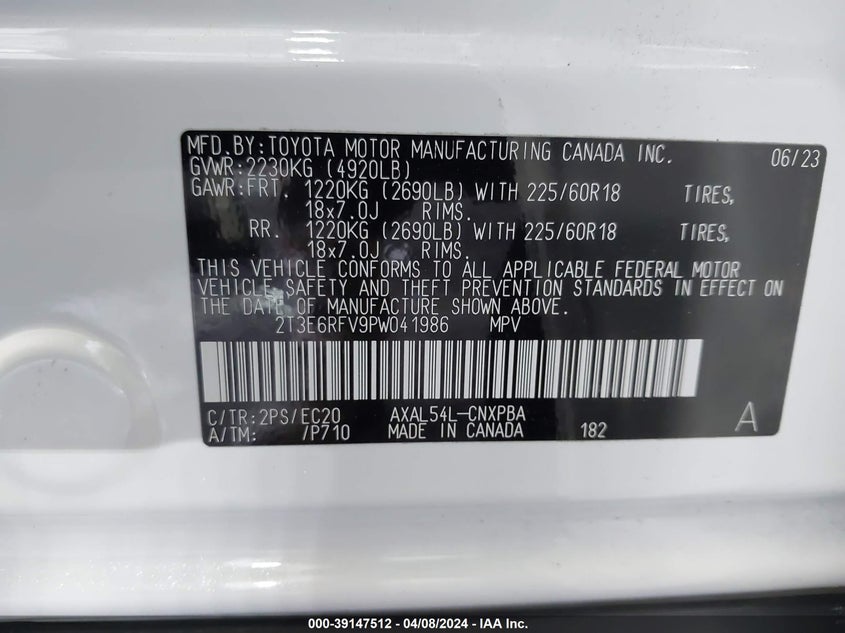 MFD.BY:TOYOTA MOTOR MANUFACTURING CANADA INC. 06/23
GVWR:2230KG (4920LB)
GAWR:FRT. 1220KG (2690LB) WITH 225/60R18 TIRES,
18x7.0J RIMS.
RR. 1220KG (2690LB) WITH 225/60R18 TIRES,
18x7.0J RIMS.
THIS VEHICLE CONFORMS TO ALL APPLICABLE FEDERAL MOTOR
VEHICLE SAFETY AND THEFT PREVENTION STANDARDS IN EFFECT ON
THE DATE OF MANUFACTURE SHOWN ABOVE.
2T3E6RFV9PW041986 MPV
C/TR:2PS/EC20 AXAL54L-CNXPBA
A/TM: /P710 MADE IN CANADA 182 A
000-39147512 - 04/08/2024 - IAA Inc.